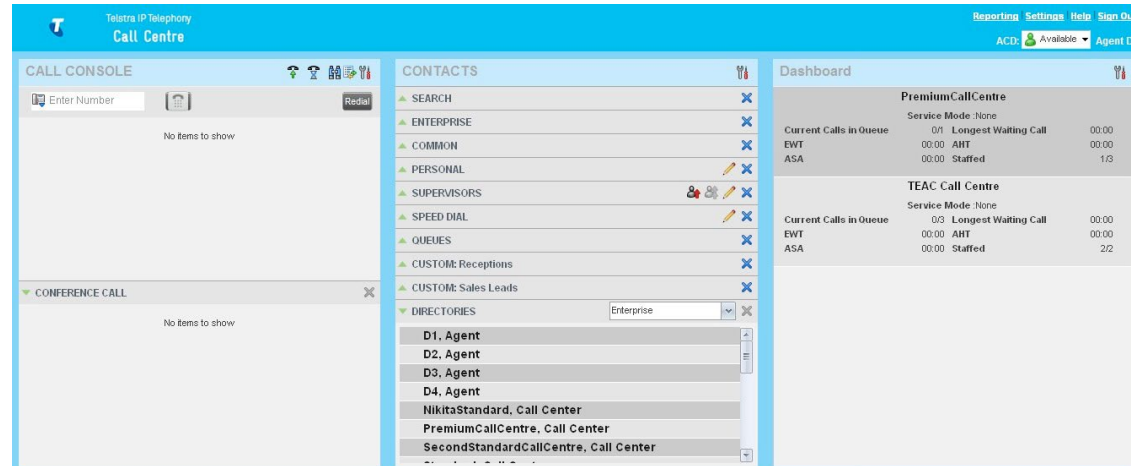 Telstra IP Telephony
Call Centre
Reporting Settings Help Sign Ou
ACD: Available Agent D
CALL CONSOLE
Enter Number Redial
No items to show
CONFERENCE CALL
No items to show
CONTACTS
SEARCH
ENTERPRISE
COMMON
PERSONAL
SUPERVISORS
SPEED DIAL
QUEUES
CUSTOM: Receptions
CUSTOM: Sales Leads
DIRECTORIES Enterprise
D1, Agent
D2, Agent
D3, Agent
D4, Agent
NikitaStandard, Call Center
PremiumCallCentre, Call Center
SecondStandardCallCentre, Call Center
Dashboard
PremiumCallCentre
Service Mode :None
Current Calls in Queue 0/1 Longest Waiting Call 00:00
EWT 00:00 AHT 00:00
ASA 00:00 Staffed 1/3
TEAC Call Centre
Service Mode :None
Current Calls in Queue 0/3 Longest Waiting Call 00:00
EWT 00:00 AHT 00:00
ASA 00:00 Staffed 2/2